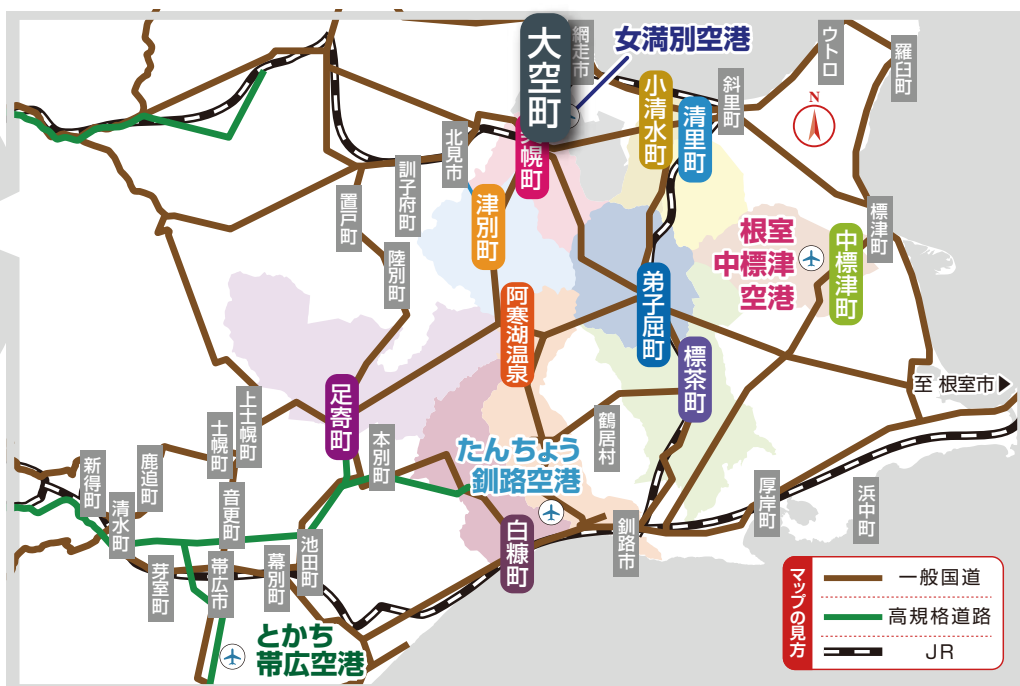 大空町
網走市
女満別空港
ウトロ
羅臼町
小清水町
清里町
斜里町
N
北見市
美幌町
訓子府町
置戸町
津別町
陸別町
根室
中標津
空港
中標津町
標津町
阿寒湖温泉
弟子屈町
標茶町
至 根室市
足寄町
上士幌町
士幌町
本別町
鶴居村
たんちょう
釧路空港
新得町
鹿追町
清水町
音更町
池田町
白糠町
釧路市
厚岸町
浜中町
芽室町
帯広市
幕別町
とかち
帯広空港
マップの見方
一般国道
高規格道路
JR